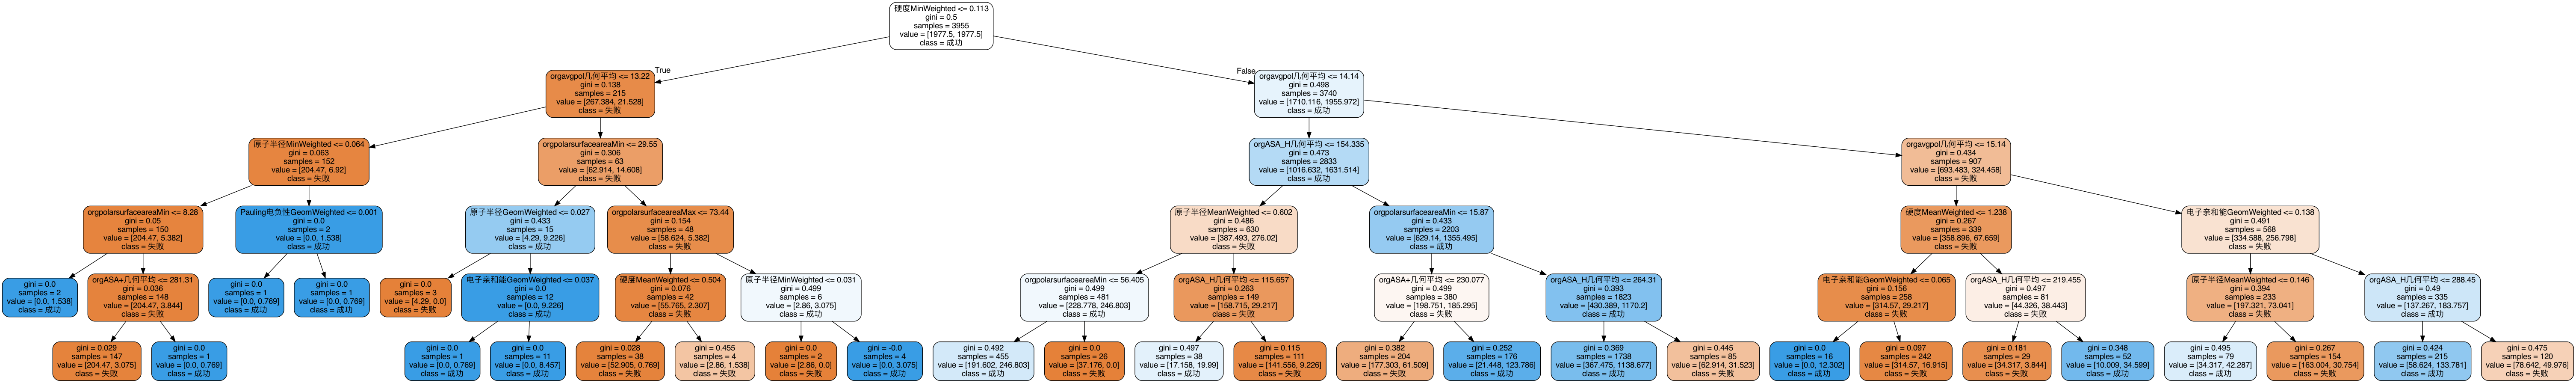 硬度MinWeighted <= 0.113
gini = 0.5
samples = 3955
value = [1977.5, 1977.5]
class = 成功
True
False
orgavgpol几何平均 <= 13.22
gini = 0.138
samples = 215
value = [267.384, 21.528]
class = 失败
orgavgpol几何平均 <= 14.14
gini = 0.498
samples = 3740
value = [1710.116, 1955.972]
class = 成功
原子半径MinWeighted <= 0.064
gini = 0.063
samples = 152
value = [204.47, 6.92]
class = 失败
orgpolarsurfaceareaMin <= 29.55
gini = 0.306
samples = 63
value = [62.914, 14.608]
class = 失败
orgASA_H几何平均 <= 154.335
gini = 0.473
samples = 2833
value = [1016.632, 1631.514]
class = 成功
orgavgpol几何平均 <= 15.14
gini = 0.434
samples = 907
value = [693.483, 324.458]
class = 失败
orgpolarsurfaceareaMin <= 8.28
gini = 0.05
samples = 150
value = [204.47, 5.382]
class = 失败
Pauling电负性GeomWeighted <= 0.001
gini = 0.0
samples = 2
value = [0.0, 1.538]
class = 成功
原子半径GeomWeighted <= 0.027
gini = 0.433
samples = 15
value = [4.29, 9.226]
class = 成功
orgpolarsurfaceareaMax <= 73.44
gini = 0.154
samples = 48
value = [58.624, 5.382]
class = 失败
原子半径MeanWeighted <= 0.602
gini = 0.486
samples = 630
value = [387.493, 276.02]
class = 失败
orgpolarsurfaceareaMin <= 15.87
gini = 0.433
samples = 2203
value = [629.14, 1355.495]
class = 成功
硬度MeanWeighted <= 1.238
gini = 0.267
samples = 339
value = [358.896, 67.659]
class = 失败
电子亲和能GeomWeighted <= 0.138
gini = 0.491
samples = 568
value = [334.588, 256.798]
class = 失败
gini = 0.0
samples = 2
value = [0.0, 1.538]
class = 成功
orgASA+几何平均 <= 281.31
gini = 0.036
samples = 148
value = [204.47, 3.844]
class = 失败
gini = 0.0
samples = 1
value = [0.0, 0.769]
class = 成功
gini = 0.0
samples = 1
value = [0.0, 0.769]
class = 成功
gini = 0.0
samples = 3
value = [4.29, 0.0]
class = 失败
电子亲和能GeomWeighted <= 0.037
gini = 0.0
samples = 12
value = [0.0, 9.226]
class = 成功
硬度MeanWeighted <= 0.504
gini = 0.076
samples = 42
value = [55.765, 2.307]
class = 失败
原子半径MinWeighted <= 0.031
gini = 0.499
samples = 6
value = [2.86, 3.075]
class = 成功
orgpolarsurfaceareaMin <= 56.405
gini = 0.499
samples = 481
value = [228.778, 246.803]
class = 成功
orgASA_H几何平均 <= 115.657
gini = 0.263
samples = 149
value = [158.715, 29.217]
class = 失败
orgASA+几何平均 <= 230.077
gini = 0.499
samples = 380
value = [198.751, 185.295]
class = 失败
orgASA_H几何平均 <= 264.31
gini = 0.393
samples = 1823
value = [430.389, 1170.2]
class = 成功
电子亲和能GeomWeighted <= 0.065
gini = 0.156
samples = 258
value = [314.57, 29.217]
class = 失败
orgASA_H几何平均 <= 219.455
gini = 0.497
samples = 81
value = [44.326, 38.443]
class = 失败
原子半径MeanWeighted <= 0.146
gini = 0.394
samples = 233
value = [197.321, 73.041]
class = 失败
orgASA_H几何平均 <= 288.45
gini = 0.49
samples = 335
value = [137.267, 183.757]
class = 成功
gini = 0.029
samples = 147
value = [204.47, 3.075]
class = 失败
gini = 0.0
samples = 1
value = [0.0, 0.769]
class = 成功
gini = 0.0
samples = 1
value = [0.0, 0.769]
class = 成功
gini = 0.0
samples = 11
value = [0.0, 8.457]
class = 成功
gini = 0.028
samples = 38
value = [52.905, 0.769]
class = 失败
gini = 0.455
samples = 4
value = [2.86, 1.538]
class = 失败
gini = 0.0
samples = 2
value = [2.86, 0.0]
class = 失败
gini = -0.0
samples = 4
value = [0.0, 3.075]
class = 成功
gini = 0.492
samples = 455
value = [191.602, 246.803]
class = 成功
gini = 0.0
samples = 26
value = [37.176, 0.0]
class = 失败
gini = 0.497
samples = 38
value = [17.158, 19.99]
class = 成功
gini = 0.115
samples = 111
value = [141.556, 9.226]
class = 失败
gini = 0.382
samples = 204
value = [177.303, 61.509]
class = 失败
gini = 0.252
samples = 176
value = [21.448, 123.786]
class = 成功
gini = 0.369
samples = 1738
value = [367.475, 1138.677]
class = 成功
gini = 0.445
samples = 85
value = [62.914, 31.523]
class = 失败
gini = 0.0
samples = 16
value = [0.0, 12.302]
class = 成功
gini = 0.097
samples = 242
value = [314.57, 16.915]
class = 失败
gini = 0.181
samples = 29
value = [34.317, 3.844]
class = 失败
gini = 0.348
samples = 52
value = [10.009, 34.599]
class = 成功
gini = 0.495
samples = 79
value = [34.317, 42.287]
class = 成功
gini = 0.267
samples = 154
value = [163.004, 30.754]
class = 失败
gini = 0.424
samples = 215
value = [58.624, 133.781]
class = 成功
gini = 0.475
samples = 120
value = [78.642, 49.976]
class = 失败